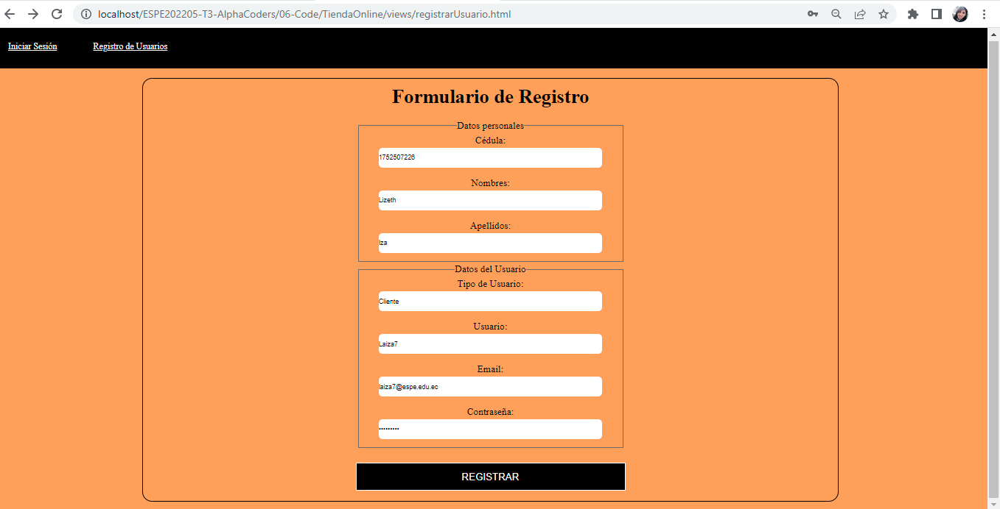 localhost/ESPE202205-T3-AlphaCoders/06-Code/TiendaOnline/views/registrarUsuario.html
Iniciar Sesión Registro de Usuarios
Formulario de Registro
Datos personales
Cédula:
1752507226
Nombres:
Lizeth
Apellidos:
Iza
Datos del Usuario
Tipo de Usuario:
Cliente
Usuario:
Laiza7
Email:
laiza7@espe.edu.ec
Contraseña:
•••••••••
REGISTRAR